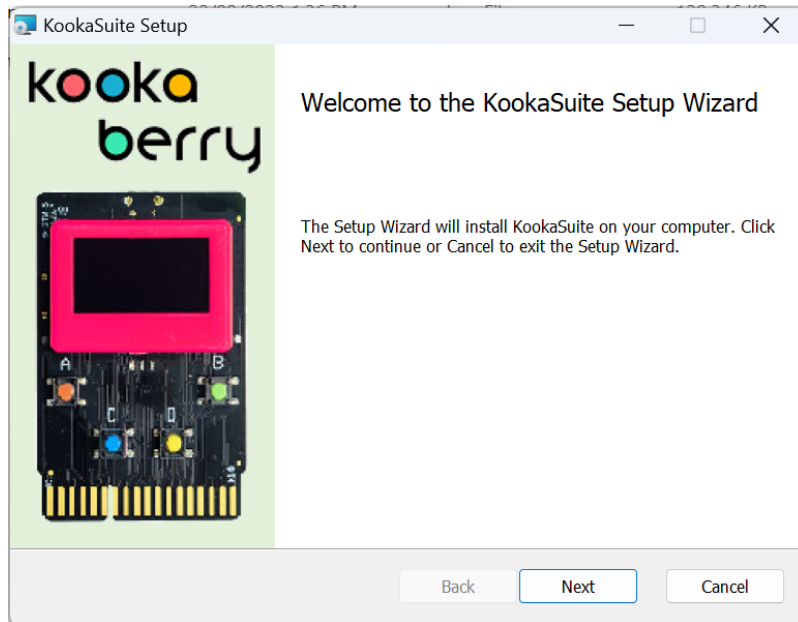 KookaSuite Setup
kooka
berry
Welcome to the KookaSuite Setup Wizard
The Setup Wizard will install KookaSuite on your computer. Click
Next to continue or Cancel to exit the Setup Wizard.
A
B
C
D
Back
Next
Cancel